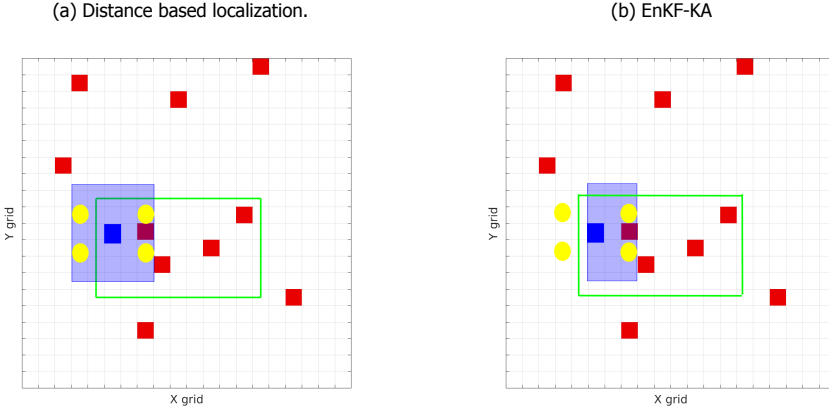 (a) Distance based localization.
(b) EnKF-KA
Y grid
X grid
Y grid
X grid